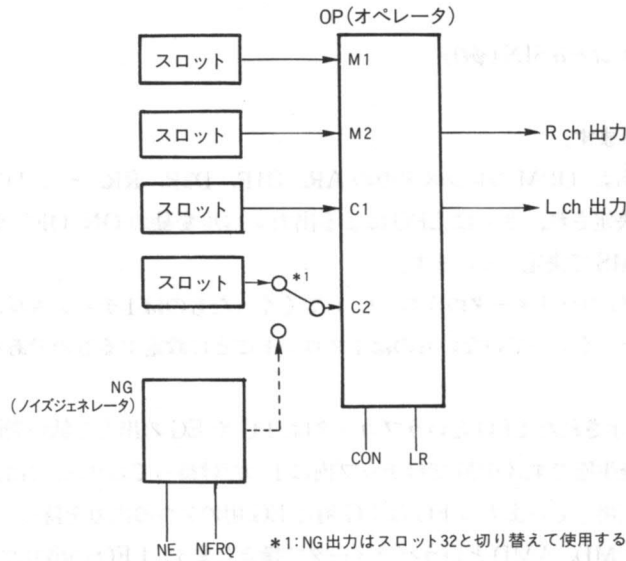 OP(オペレータ)
スロット
M1
スロット
M2
R ch 出力
スロット
C1
L ch 出力
スロット
*1
C2
NG
(ノイズジェネレータ)
CON
LR
NE
NFRQ
*1:NG出力はスロット32と切り替えて使用する